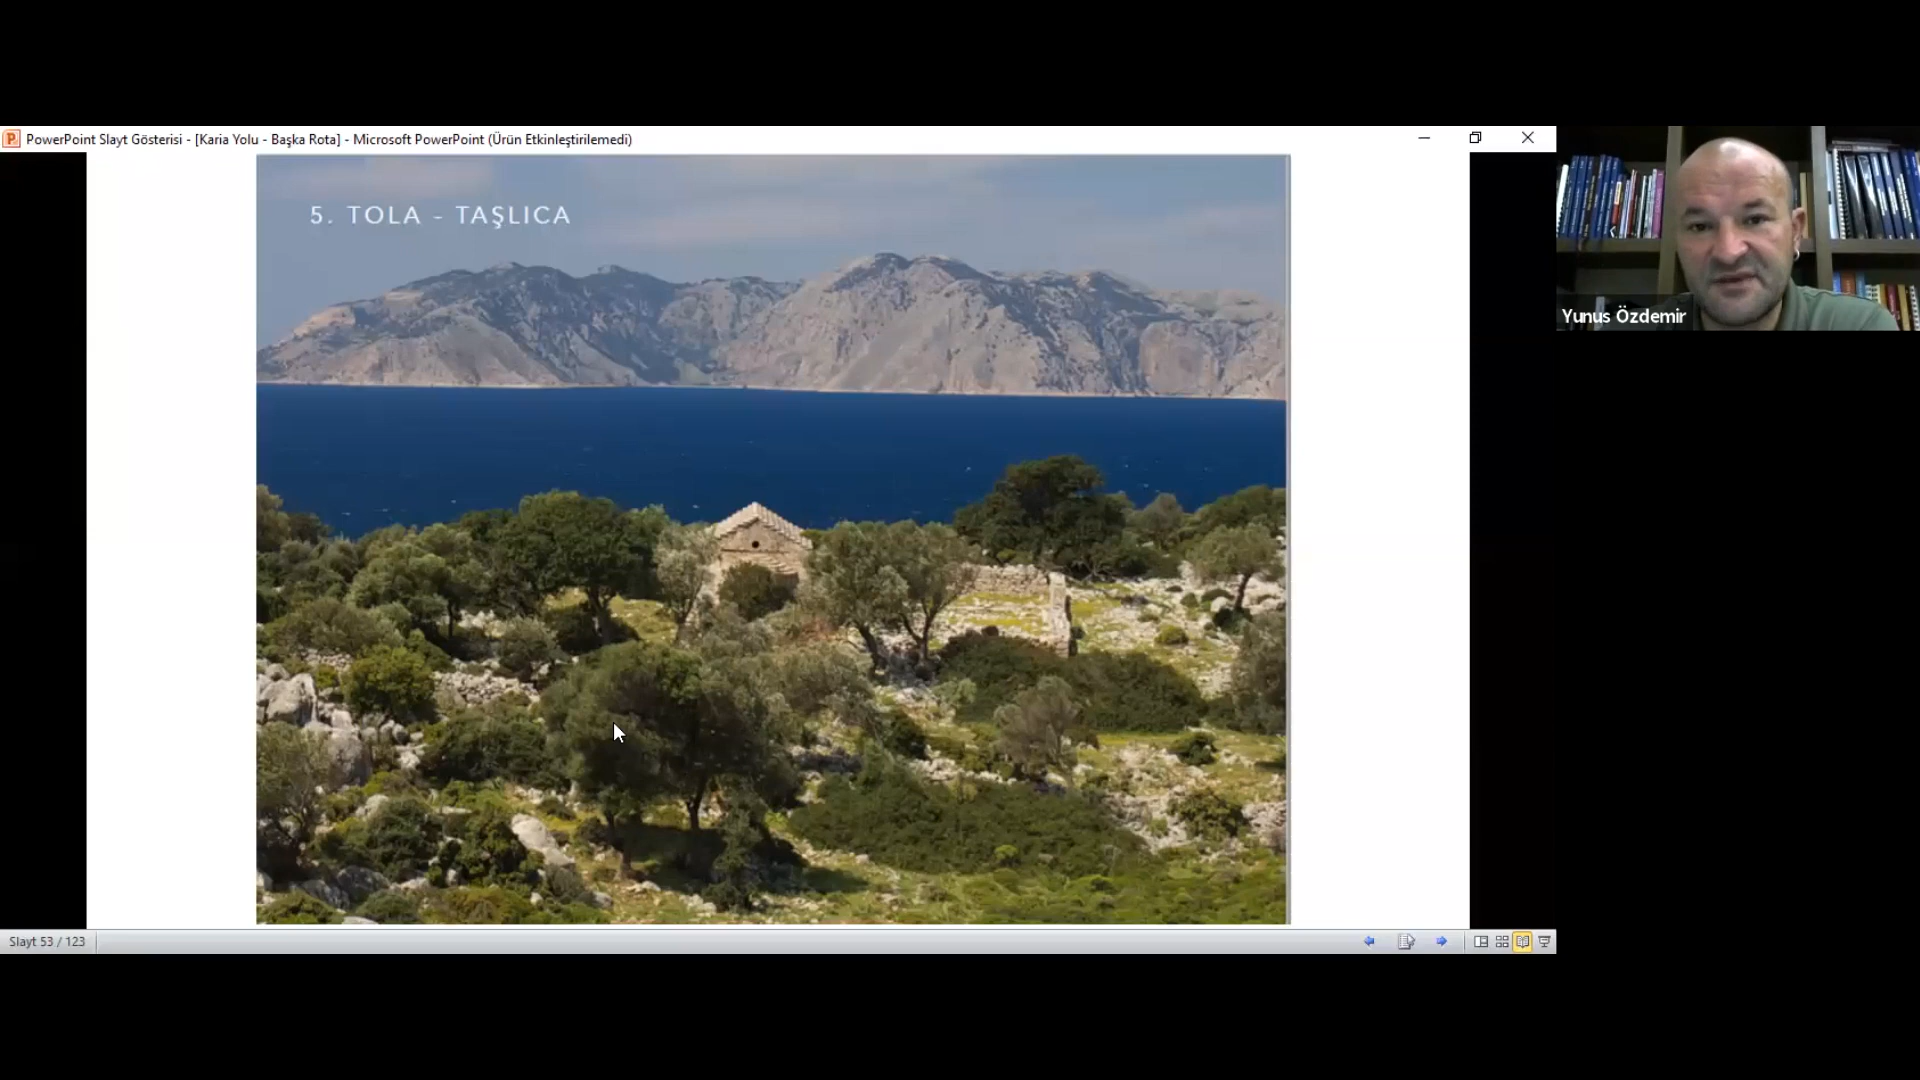 PowerPoint Slayt Gösterisi - [Karia Yolu - Başka Rota] - Microsoft PowerPoint (Ürün Etkinleştirilemedi)
5. TOLA - TAŞLICA
Yunus Özdemir
Slayt 53 / 123